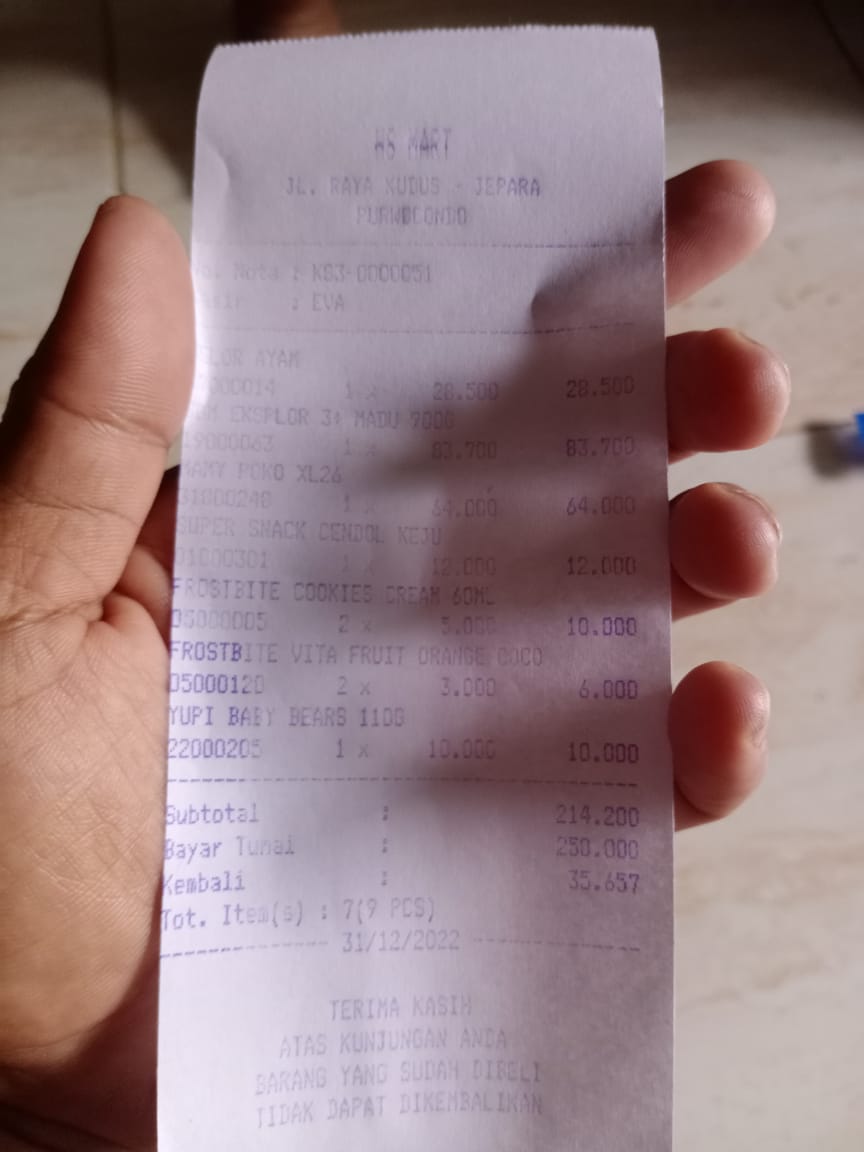 MART
JL. RAYA KUDUS - JEPARA
PURWOGONDO
Nota : KS3-0000051
: EVA
AYAM
1 x 28.500 28.500
EKSPLOR 3+ MADU 700G
1 x 83.700 83.700
MAMY POKO XL26
31000240 1 x 64.000 64.000
SUPER SNACK CENDOL KEJU
01000301 1 x 12.000 12.000
FROSTBITE COOKIES CREAM 60ML
05000005 2 x 5.000 10.000
FROSTBITE VITA FRUIT ORANGE COCO
05000120 2 x 3.000 6.000
YUPI BABY BEARS 110G
22000205 1 x 10.000 10.000
Subtotal : 214.200
Bayar Tunai : 250.000
Kembali : 35.657
Tot. Item(s) : 7(9 PCS)
31/12/2022
TERIMA KASIH
ATAS KUNJUNGAN ANDA
BARANG YANG SUDAH DIBELI
TIDAK DAPAT DIKEMBALIKAN